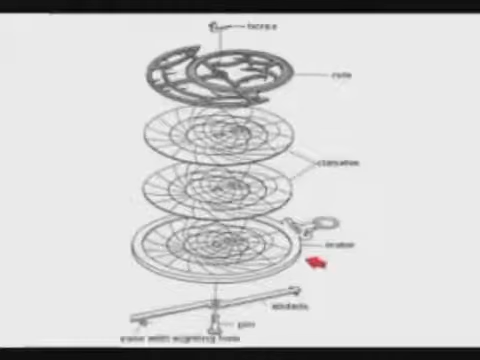 horse
rete
climates
mater
alidade
pin
vane with sighting hole